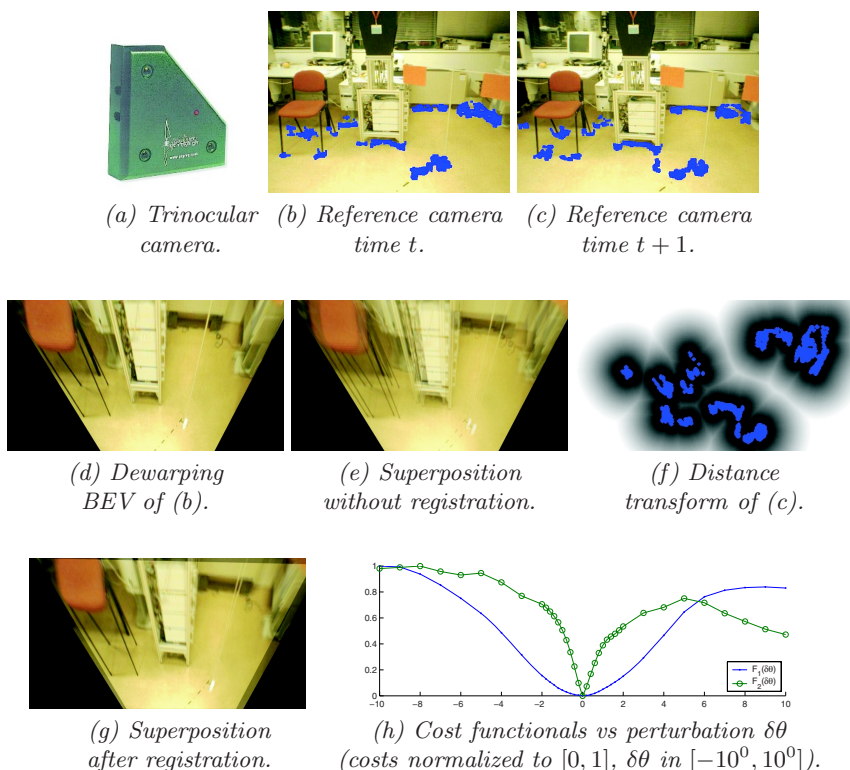 (a) Trinocular camera.
(b) Reference camera time t.
(c) Reference camera time t + 1.
(d) Dewarping BEV of (b).
(e) Superposition without registration.
(f) Distance transform of (c).
(g) Superposition after registration.
1
0.8
0.6
0.4
0.2
0
−10 −8 −6 −4 −2 0 2 4 6 8 10
F₁(δθ)
F₂(δθ)
(h) Cost functionals vs perturbation δθ
(costs normalized to [0, 1], δθ in [−10⁰, 10⁰]).